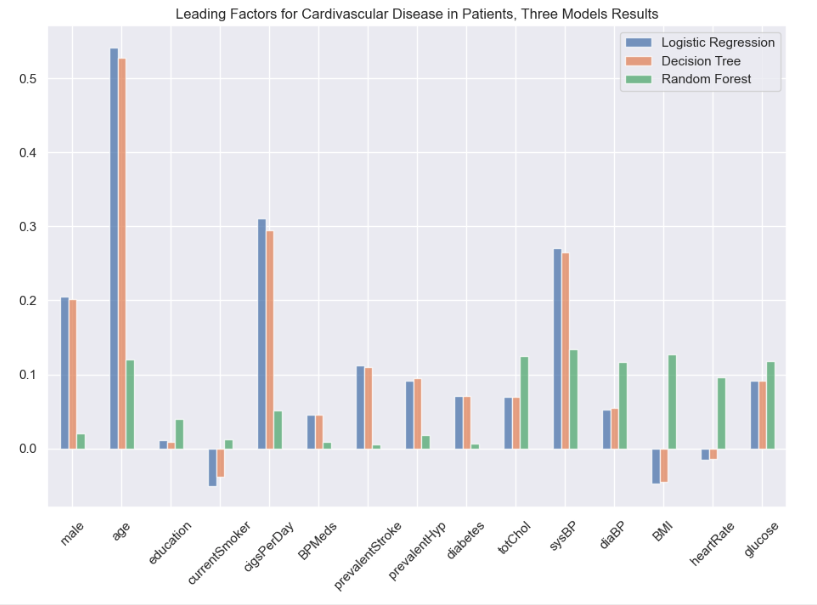 Leading Factors for Cardivascular Disease in Patients, Three Models Results
Logistic Regression
Decision Tree
Random Forest
0.5
0.4
0.3
0.2
0.1
0.0
male
age
education
currentSmoker
cigsPerDay
BPMeds
prevalentStroke
prevalentHyp
diabetes
totChol
sysBP
diaBP
BMI
heartRate
glucose